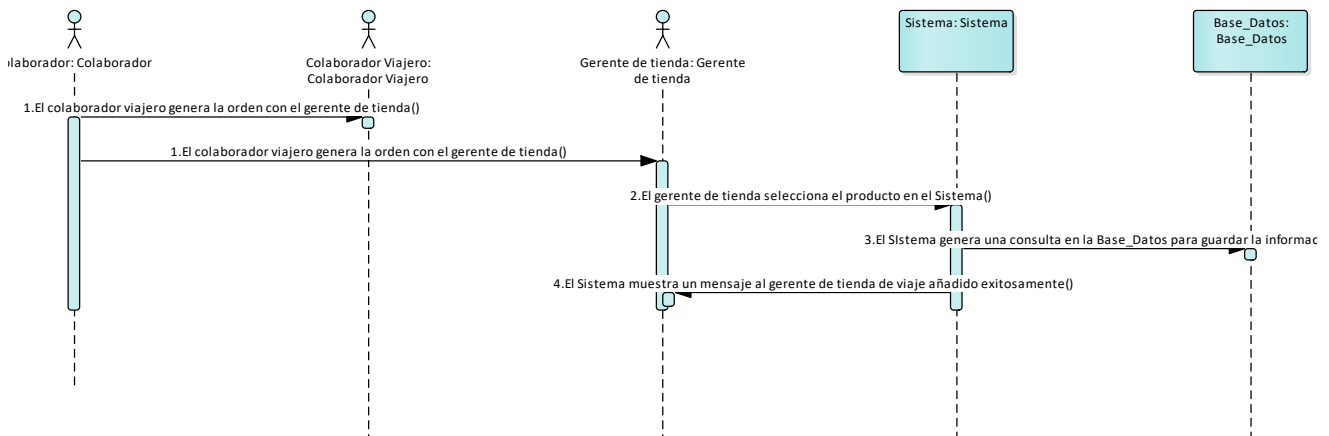 laborador: Colaborador
Colaborador Viajero:
Colaborador Viajero
Gerente de tienda: Gerente
de tienda
Sistema: Sistema
Base_Datos:
Base_Datos
1.El colaborador viajero genera la orden con el gerente de tienda()
1.El colaborador viajero genera la orden con el gerente de tienda()
2.El gerente de tienda selecciona el producto en el Sistema()
3.El SIstema genera una consulta en la Base_Datos para guardar la informac
4.El Sistema muestra un mensaje al gerente de tienda de viaje añadido exitosamente()